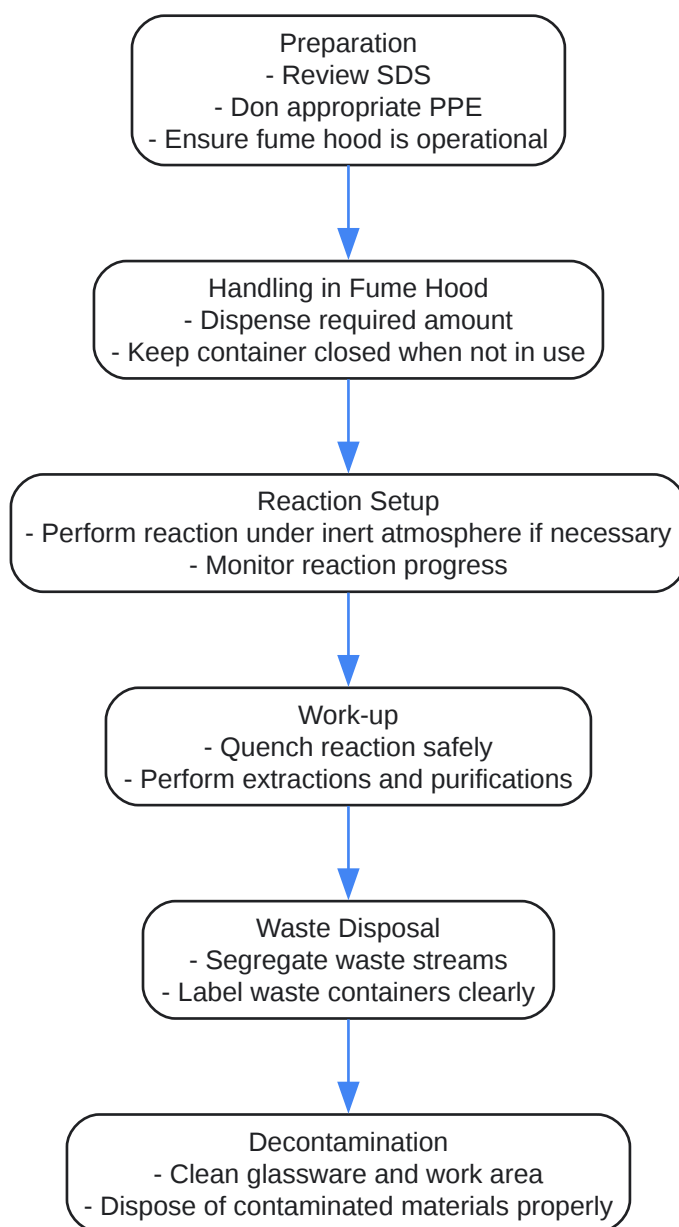 Preparation
- Review SDS
- Don appropriate PPE
- Ensure fume hood is operational
Handling in Fume Hood
- Dispense required amount
- Keep container closed when not in use
Reaction Setup
- Perform reaction under inert atmosphere if necessary
- Monitor reaction progress
Work-up
- Quench reaction safely
- Perform extractions and purifications
Waste Disposal
- Segregate waste streams
- Label waste containers clearly
Decontamination
- Clean glassware and work area
- Dispose of contaminated materials properly